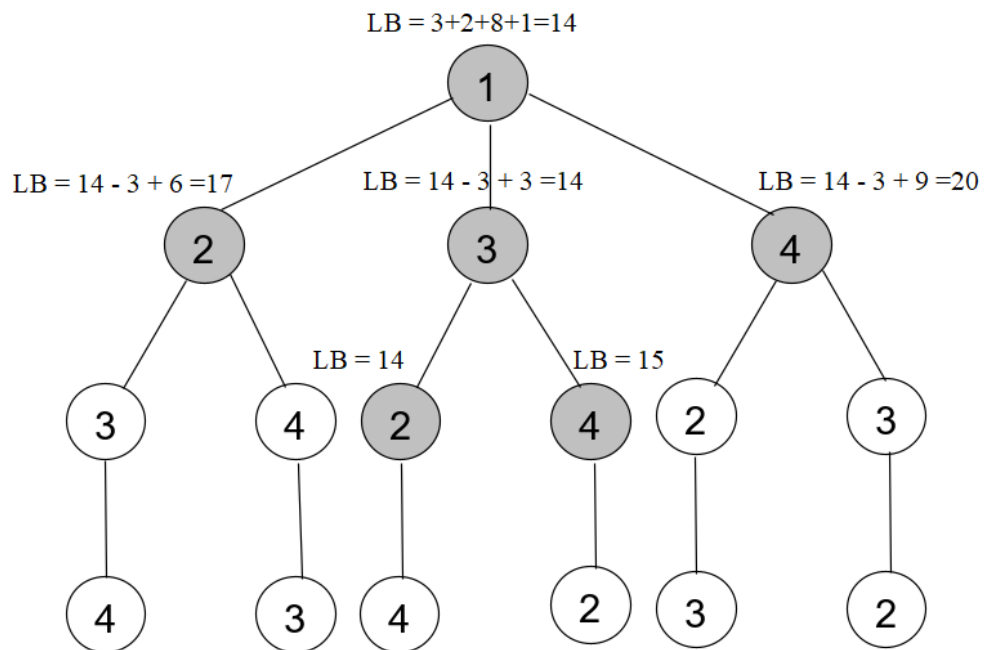 LB = 3+2+8+1=14
1
LB = 14 - 3 + 6 =17
LB = 14 - 3 + 3 =14
LB = 14 - 3 + 9 =20
2
3
4
LB = 14
LB = 15
3
4
2
4
2
3
4
3
4
2
3
2